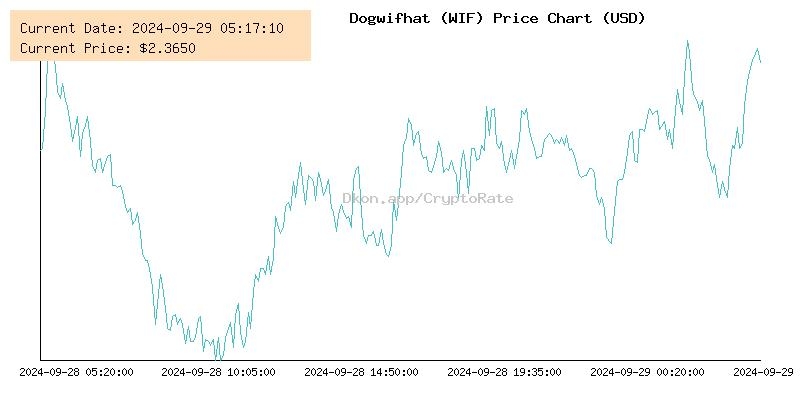 Dogwifhat (WIF) Price Chart (USD)
Current Date: 2024-09-29 05:17:10
Current Price: $2.3650
Dkon.app/CryptoRate
2024-09-28 05:20:00
2024-09-28 10:05:00
2024-09-28 14:50:00
2024-09-28 19:35:00
2024-09-29 00:20:00
2024-09-29